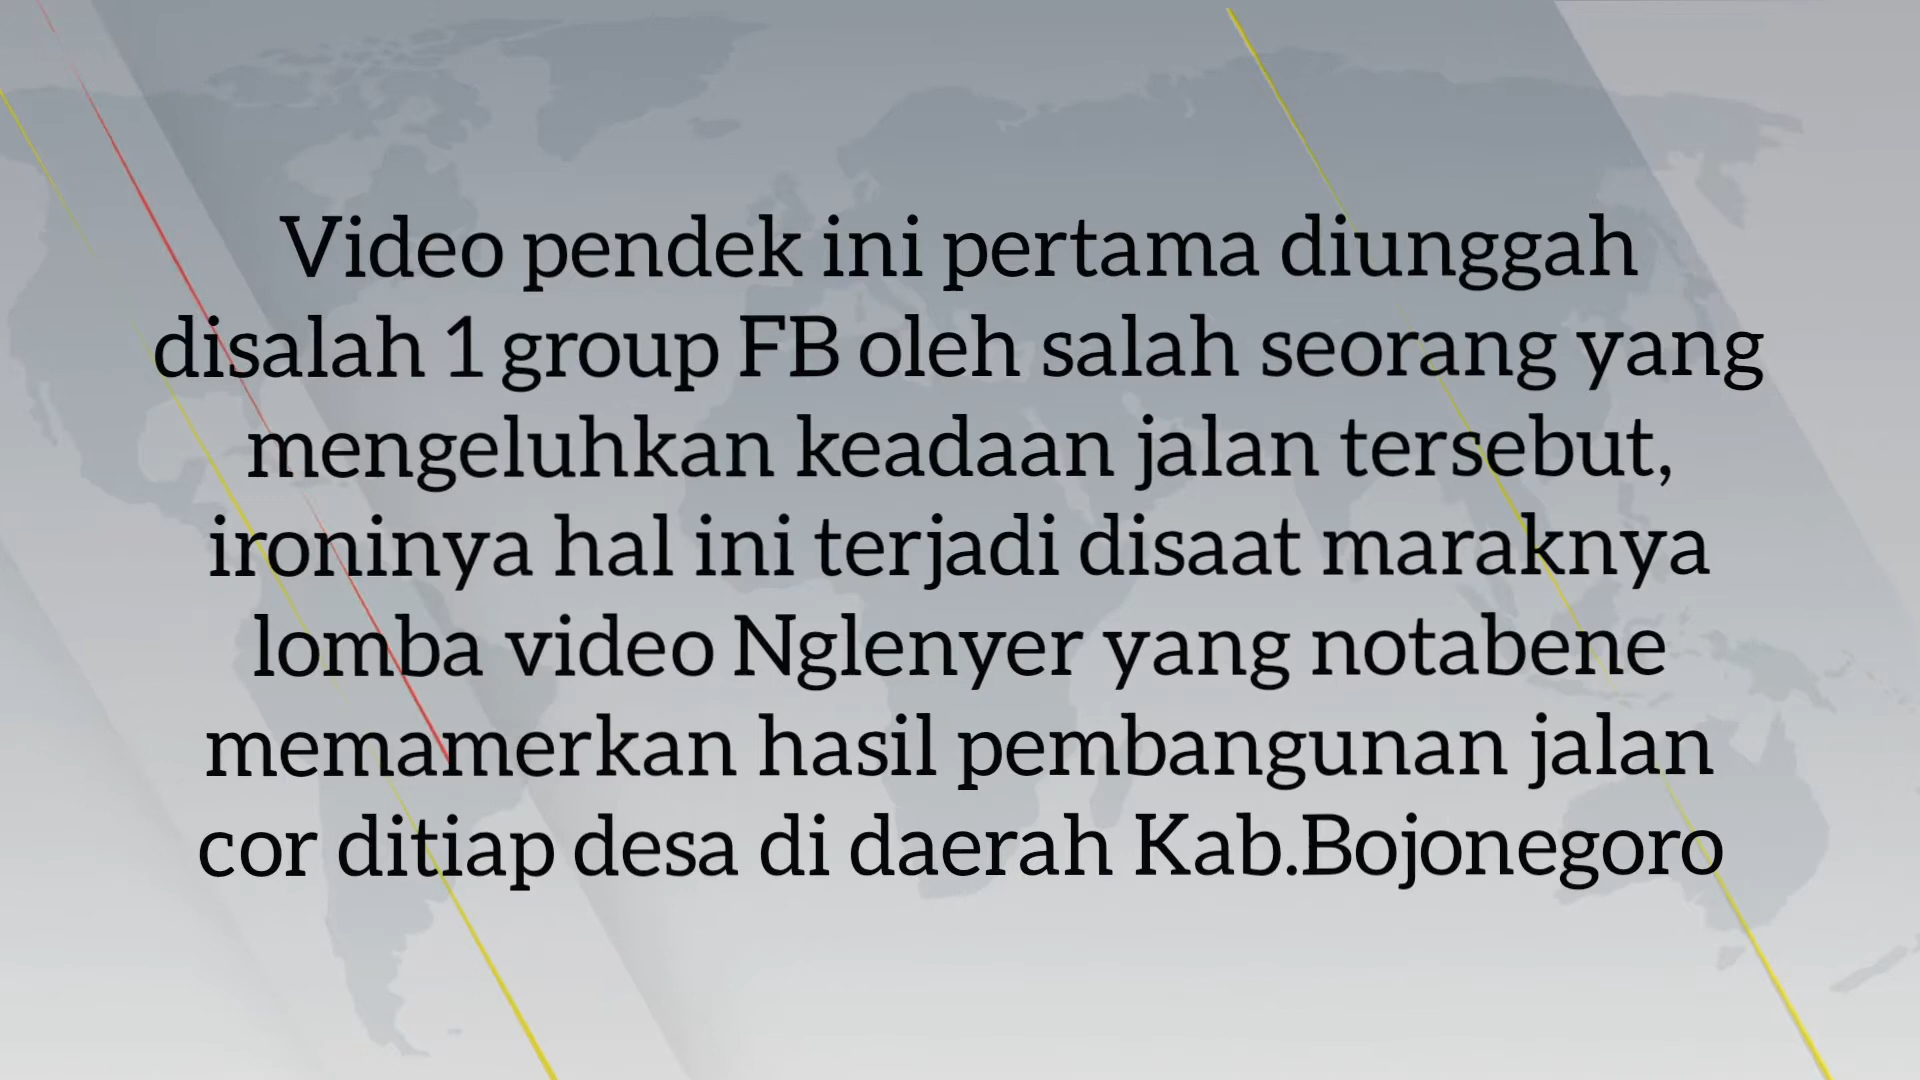 Video pendek ini pertama diunggah
disalah 1 group FB oleh salah seorang yang
mengeluhkan keadaan jalan tersebut,
ironinya hal ini terjadi disaat maraknya
lomba video Nglenyer yang notabene
memamerkan hasil pembangunan jalan
cor ditiap desa di daerah Kab.Bojonegoro